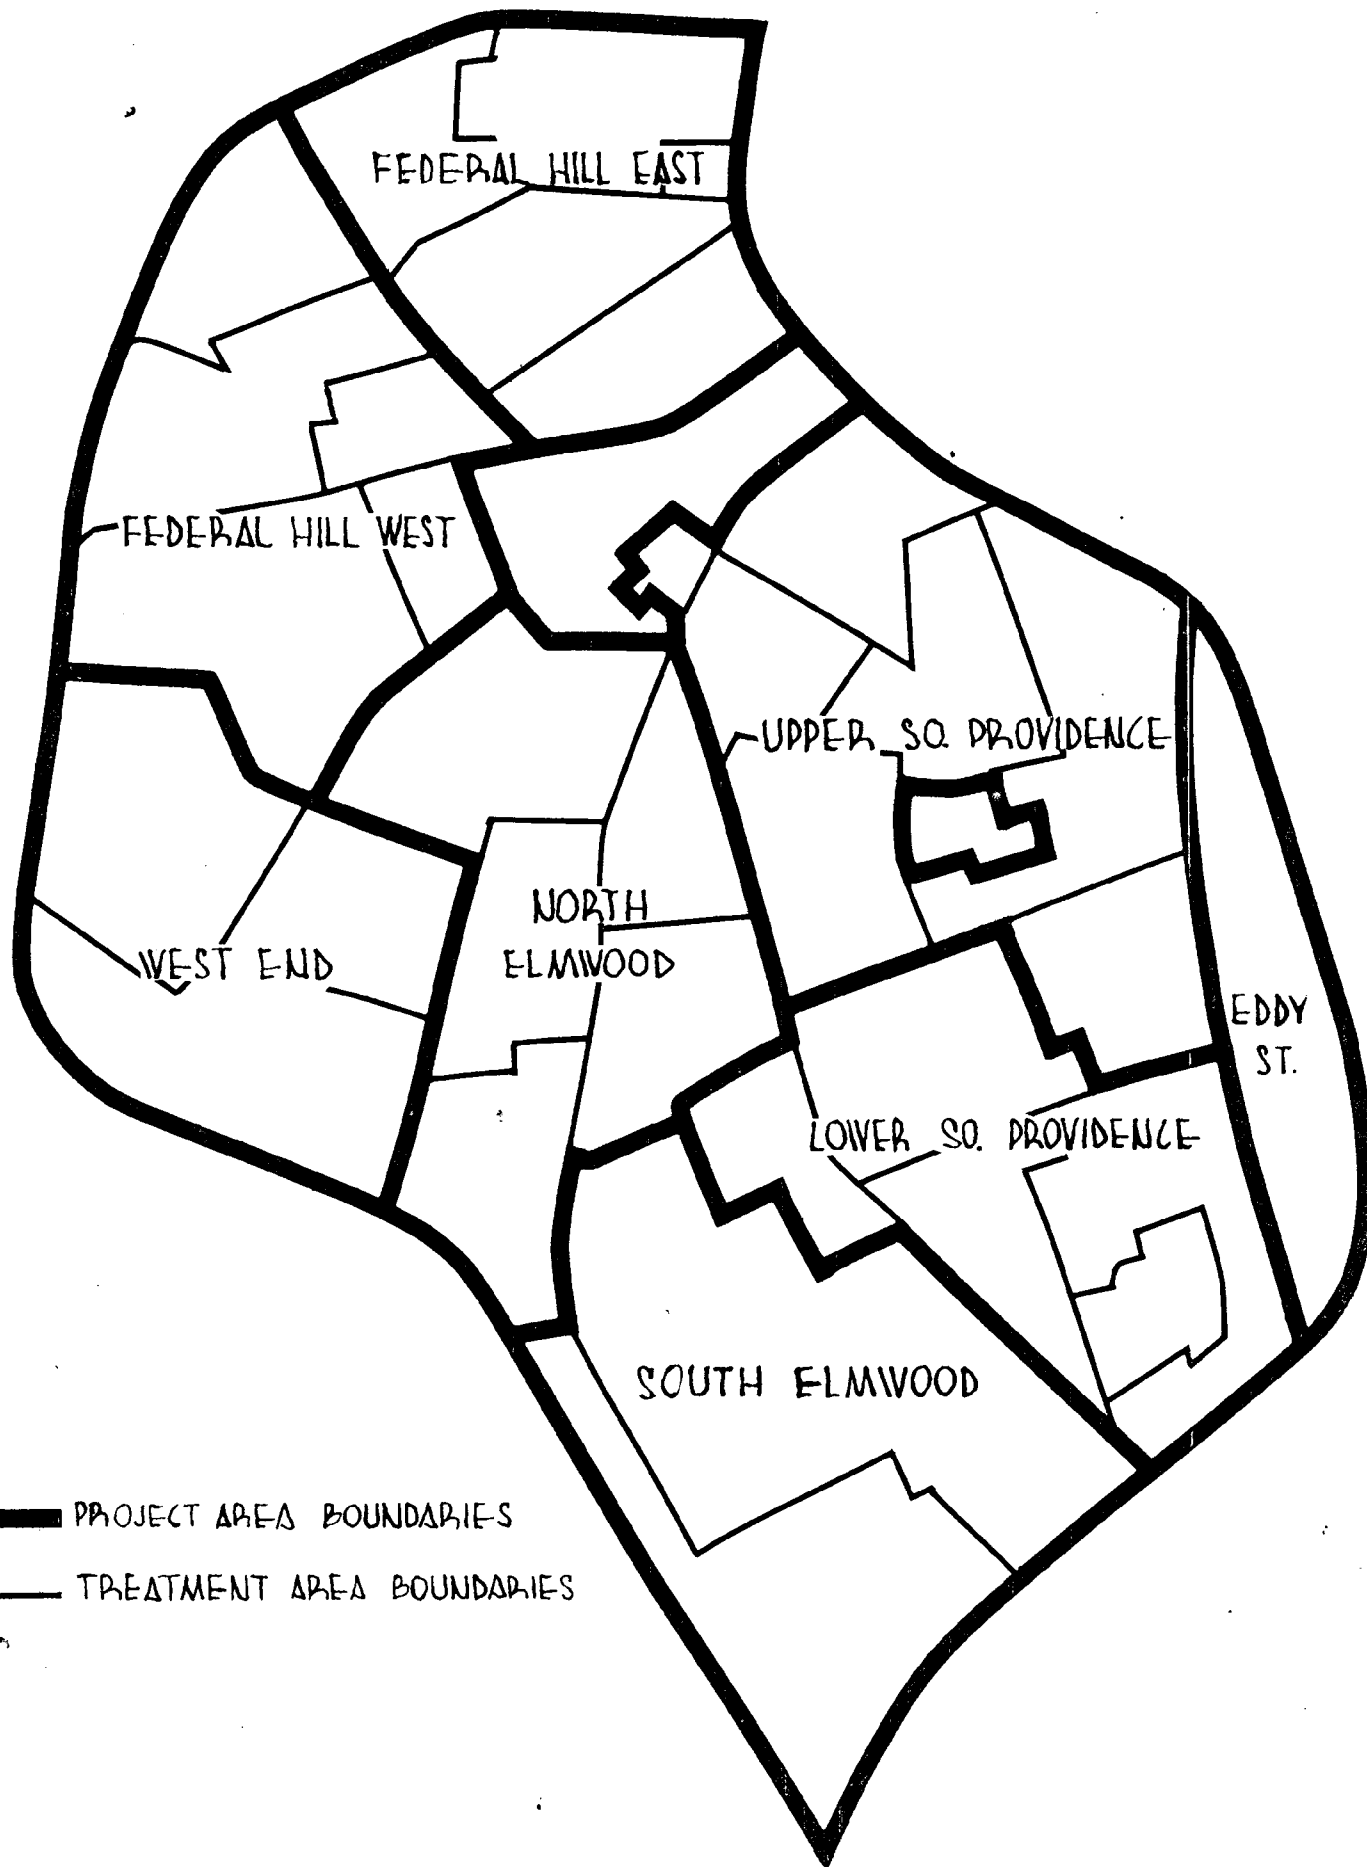 FEDERAL HILL EAST
FEDERAL HILL WEST
UPPER SO. PROVIDENCE
NORTH
ELMWOOD
WEST END
EDDY
ST.
LOWER SO. PROVIDENCE
SOUTH ELMWOOD
PROJECT AREA BOUNDARIES
TREATMENT AREA BOUNDARIES